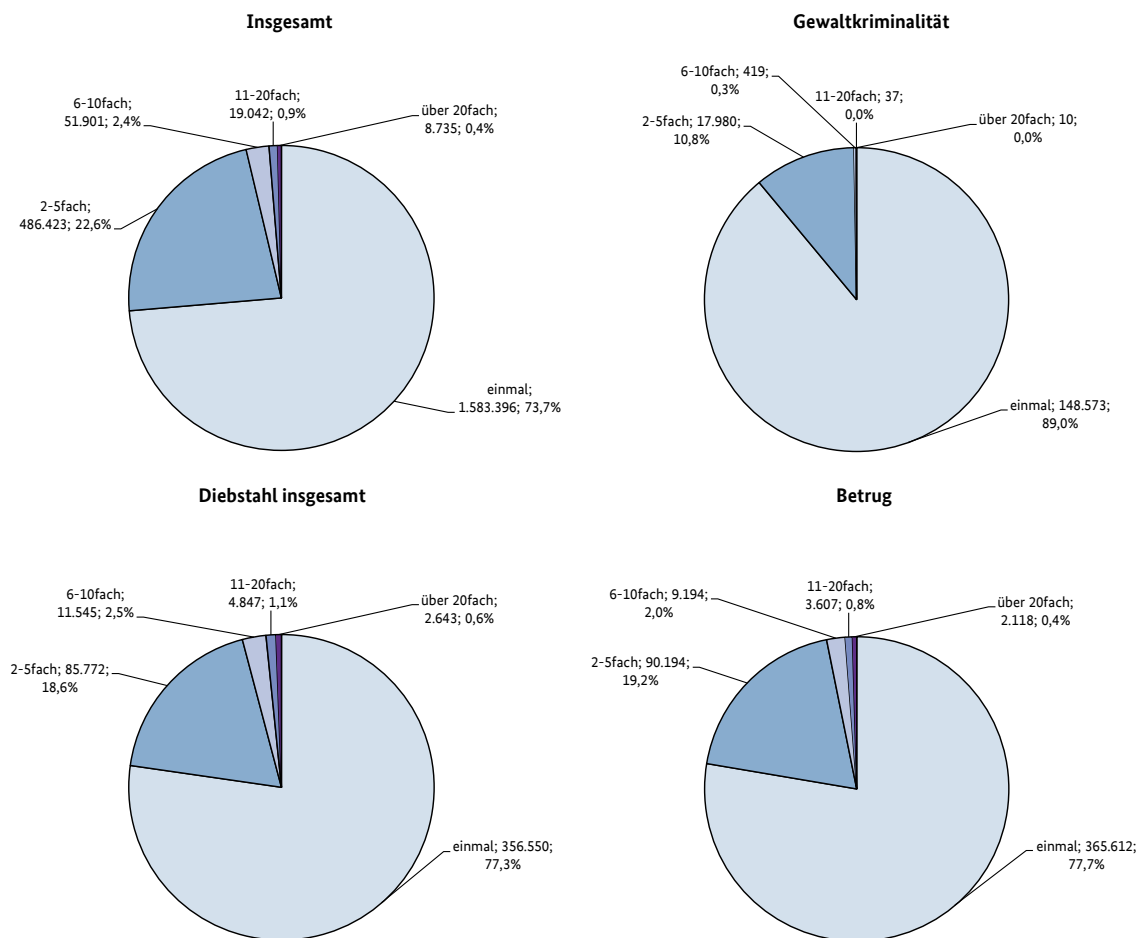 Insgesamt
6-10fach;
51.901; 2,4%
11-20fach;
19.042; 0,9%
über 20fach;
8.735; 0,4%
2-5fach;
486.423; 22,6%
einmal;
1.583.396; 73,7%
Gewaltkriminalität
6-10fach; 419;
0,3%
11-20fach; 37;
0,0%
über 20fach; 10;
0,0%
2-5fach; 17.980;
10,8%
einmal; 148.573;
89,0%
Diebstahl insgesamt
6-10fach;
11.545; 2,5%
11-20fach;
4.847; 1,1%
über 20fach;
2.643; 0,6%
2-5fach; 85.772;
18,6%
einmal; 356.550;
77,3%
Betrug
6-10fach; 9.194;
2,0%
11-20fach;
3.607; 0,8%
über 20fach;
2.118; 0,4%
2-5fach; 90.194;
19,2%
einmal; 365.612;
77,7%